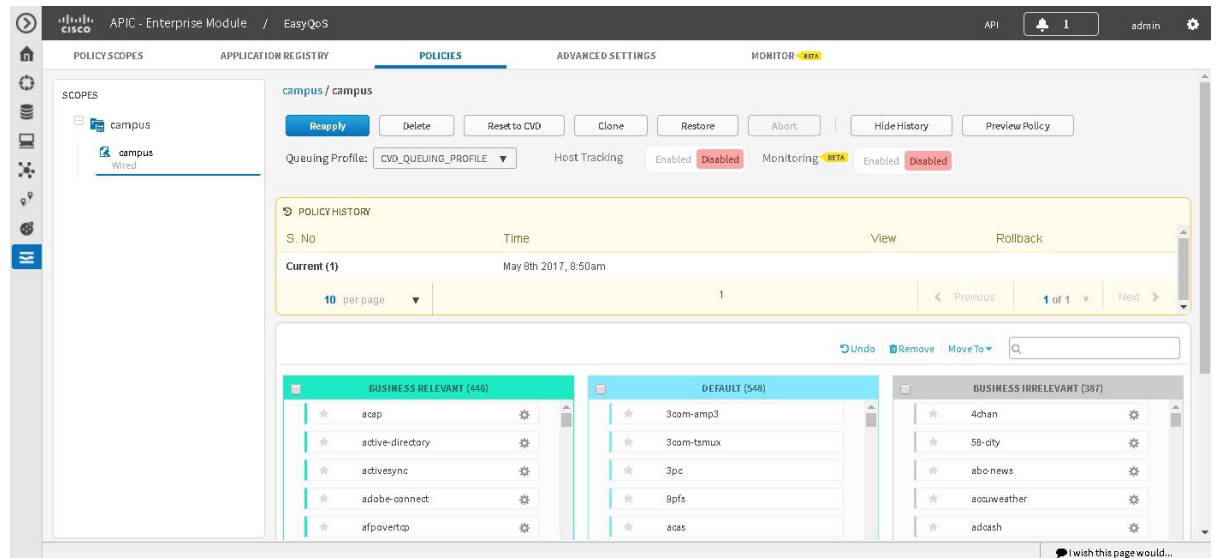 cisco APIC - Enterprise Module / EasyQoS API 1 admin
POLICY SCOPES APPLICATION REGISTRY POLICIES ADVANCED SETTINGS MONITOR BETA
SCOPES
campus
campus
Wired
campus / campus
Reapply Delete Reset to CVD Clone Restore Abort Hide History Preview Policy
Queuing Profile: CVD_QUEUING_PROFILE Host Tracking Enabled Disabled Monitoring BETA Enabled Disabled
POLICY HISTORY
S. No Time View Rollback
Current (1) May 8th 2017, 8:50am
10 per page 1 Previous 1 of 1 Next
Undo Remove Move To
BUSINESS RELEVANT (446) DEFAULT (548) BUSINESS IRRELEVANT (387)
acap 3com-amp3 4chan
active-directory 3com-tsmux 58-city
activesync 3pc abc-news
adobe-connect 9pfs accuweather
afpovertcp acas adcash
I wish this page would...